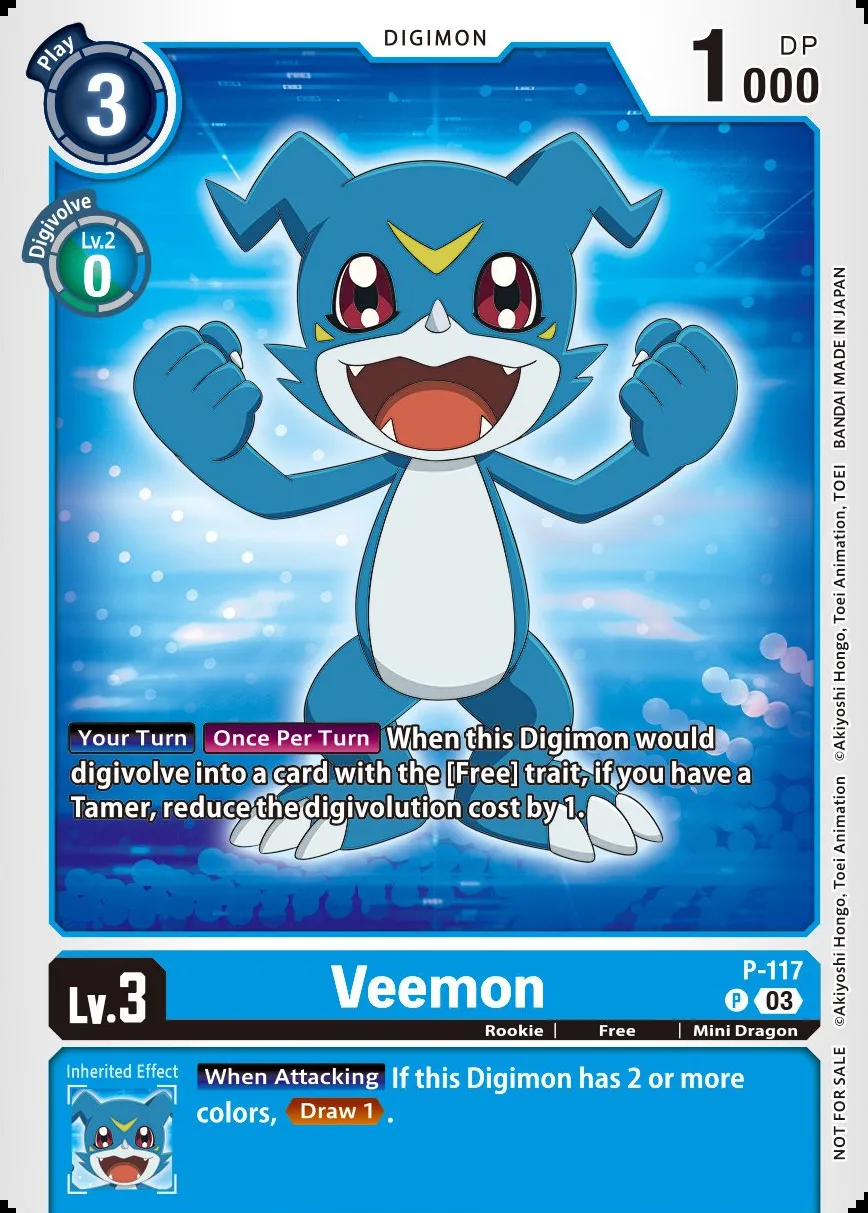 DIGIMON
Play
3
DP
1000
Digivolve
Lv.2
0
Your Turn Once Per Turn When this Digimon would
digivolve into a card with the [Free] trait, if you have a
Tamer, reduce the digivolution cost by 1.
Lv.3
Veemon
P-117
P 03
Rookie | Free | Mini Dragon
Inherited Effect
When Attacking If this Digimon has 2 or more
colors, Draw 1.
NOT FOR SALE ©Akiyoshi Hongo, Toei Animation ©Akiyoshi Hongo, Toei Animation, TOEI BANDAI MADE IN JAPAN